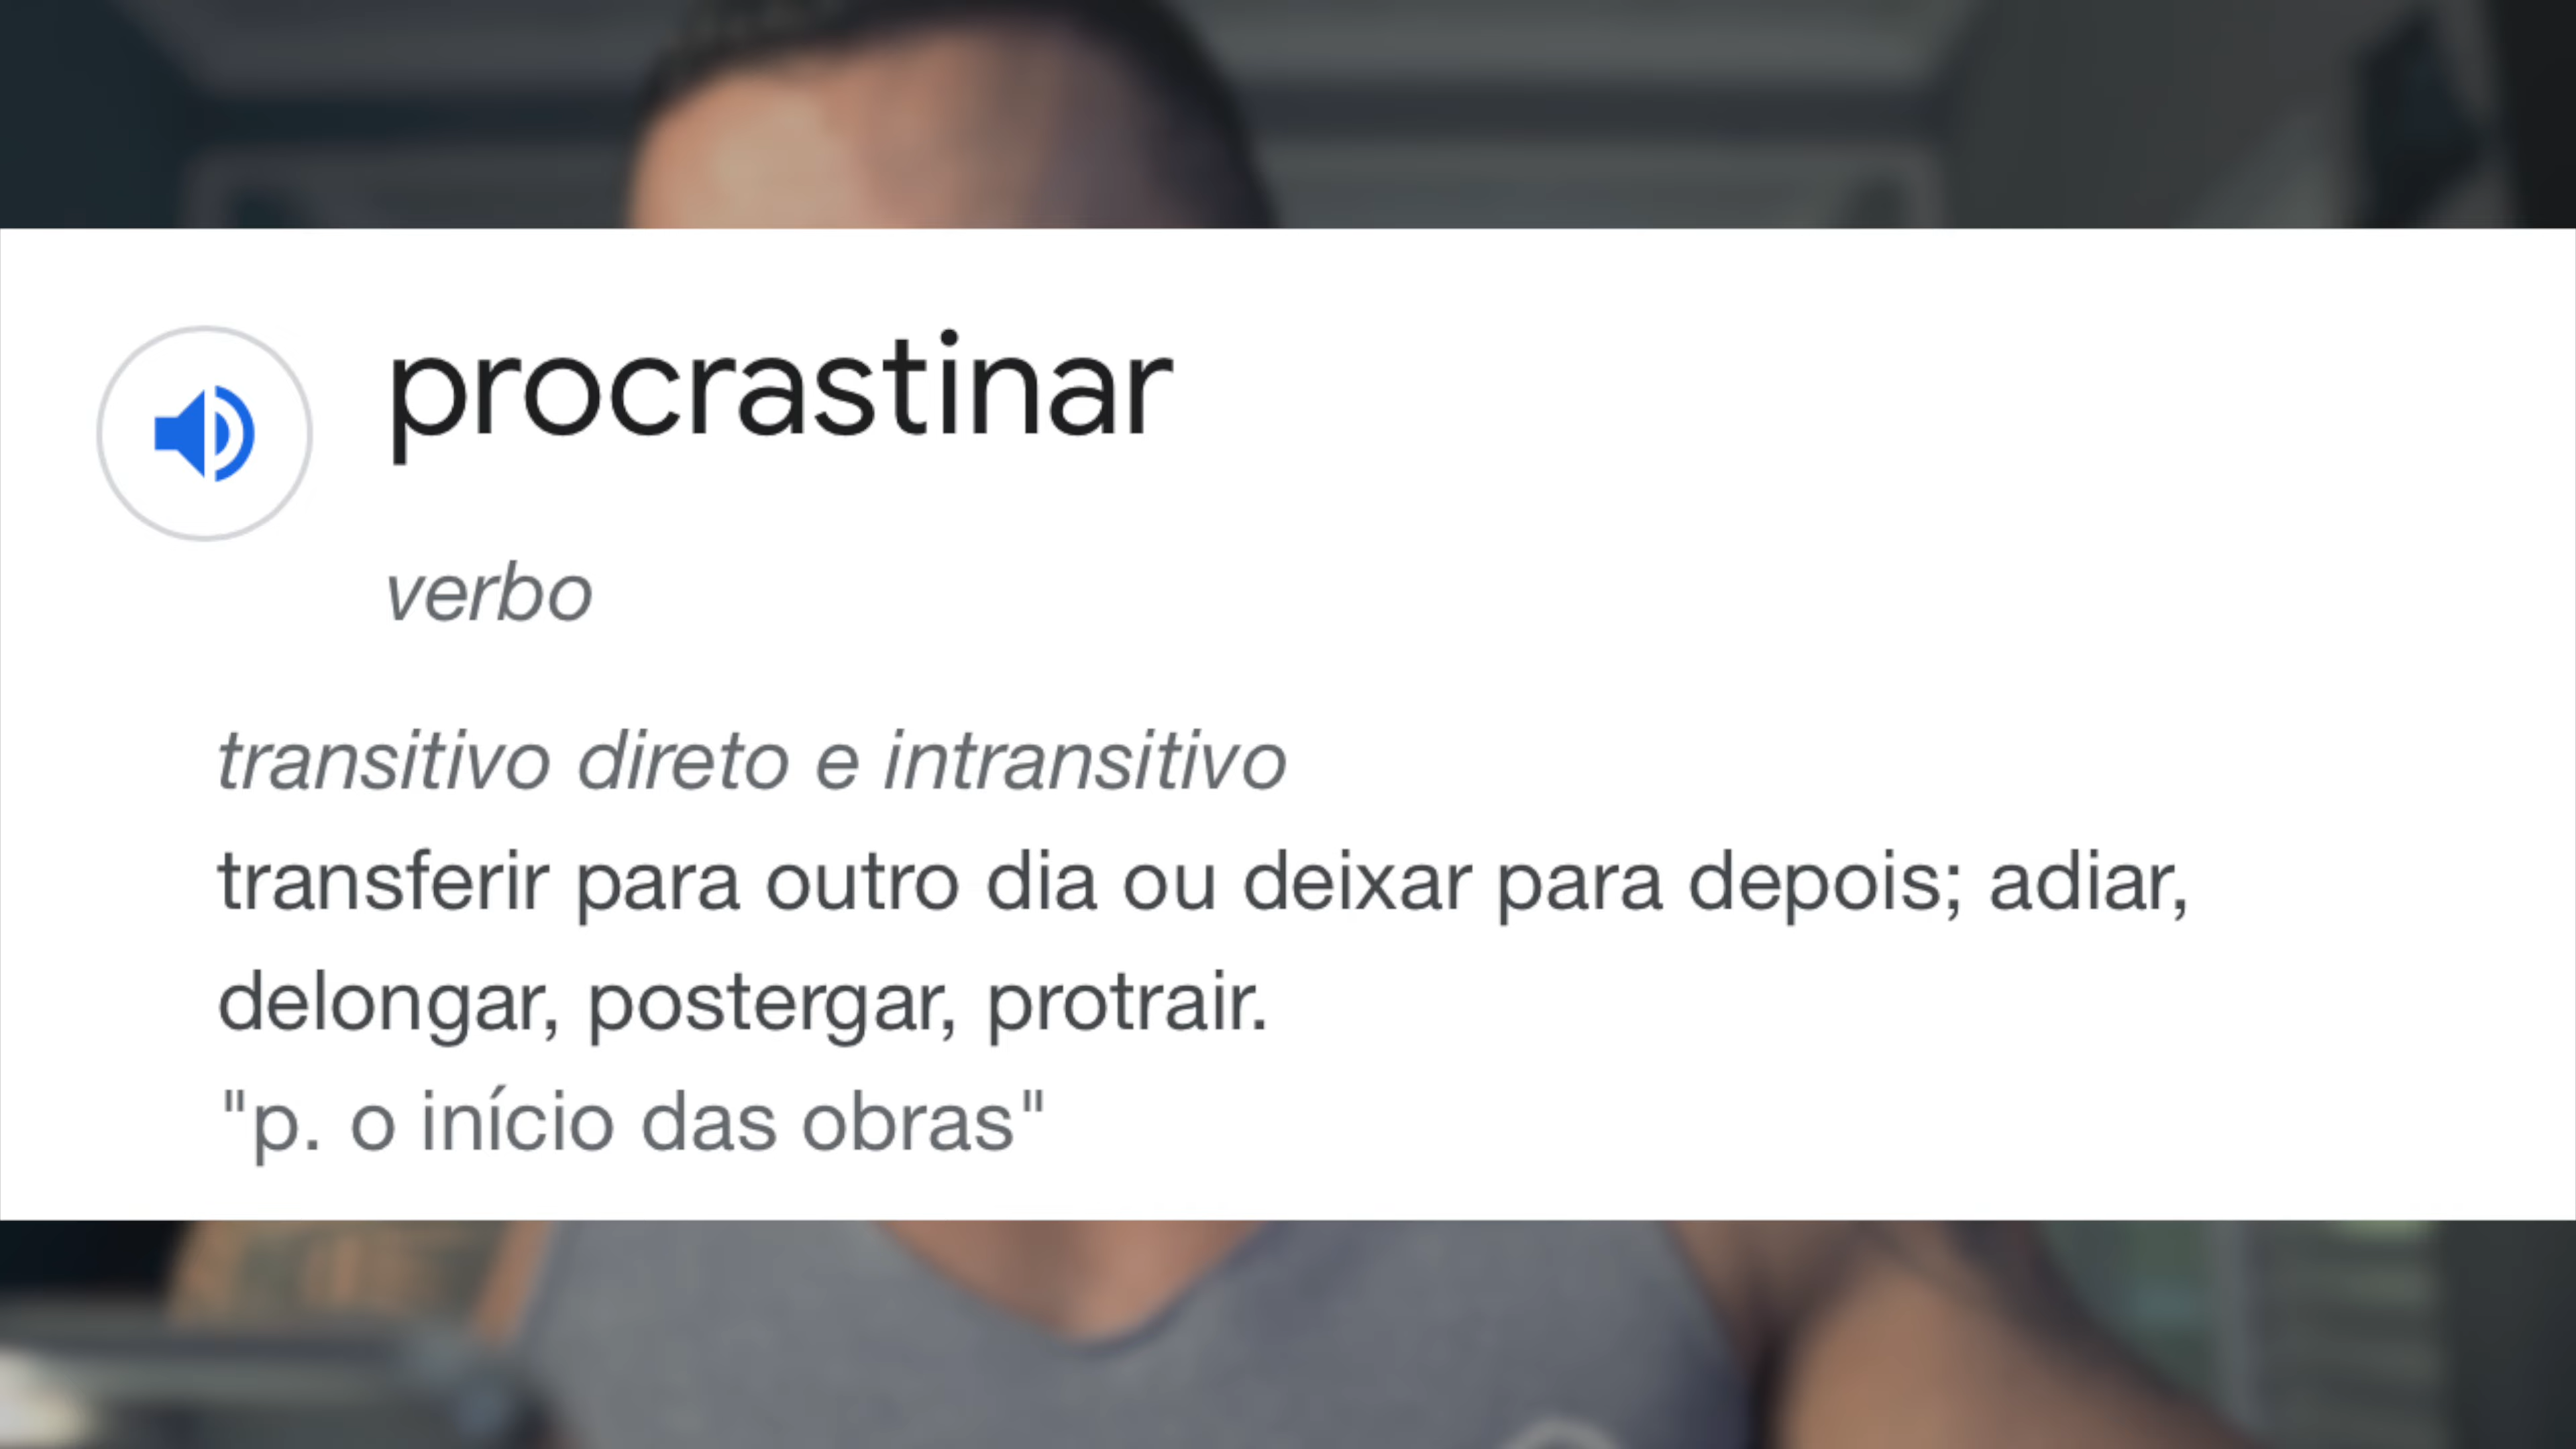 procrastinar
verbo
transitivo direto e intransitivo
transferir para outro dia ou deixar para depois; adiar,
delongar, postergar, protrair.
"p. o início das obras"